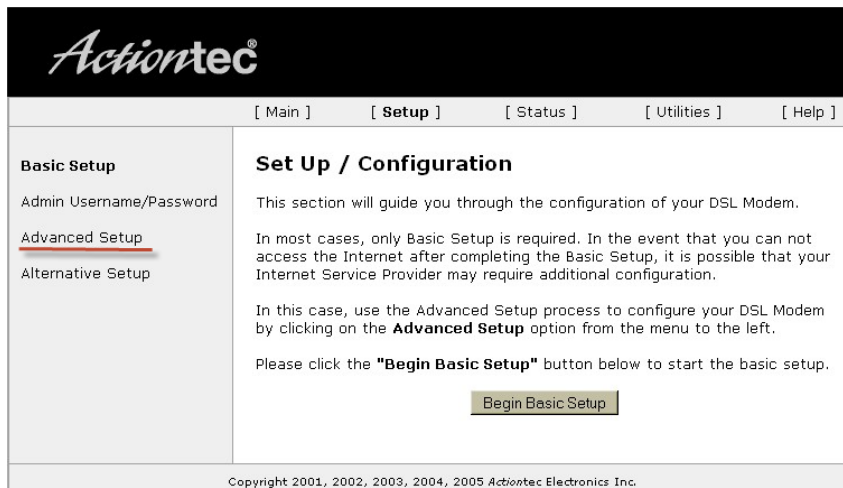 Actiontec®
[ Main ] [ Setup ] [ Status ] [ Utilities ] [ Help ]
Basic Setup
Admin Username/Password
Advanced Setup
Alternative Setup
Set Up / Configuration
This section will guide you through the configuration of your DSL Modem.
In most cases, only Basic Setup is required. In the event that you can not
access the Internet after completing the Basic Setup, it is possible that your
Internet Service Provider may require additional configuration.
In this case, use the Advanced Setup process to configure your DSL Modem
by clicking on the Advanced Setup option from the menu to the left.
Please click the "Begin Basic Setup" button below to start the basic setup.
Begin Basic Setup
Copyright 2001, 2002, 2003, 2004, 2005 Actiontec Electronics Inc.